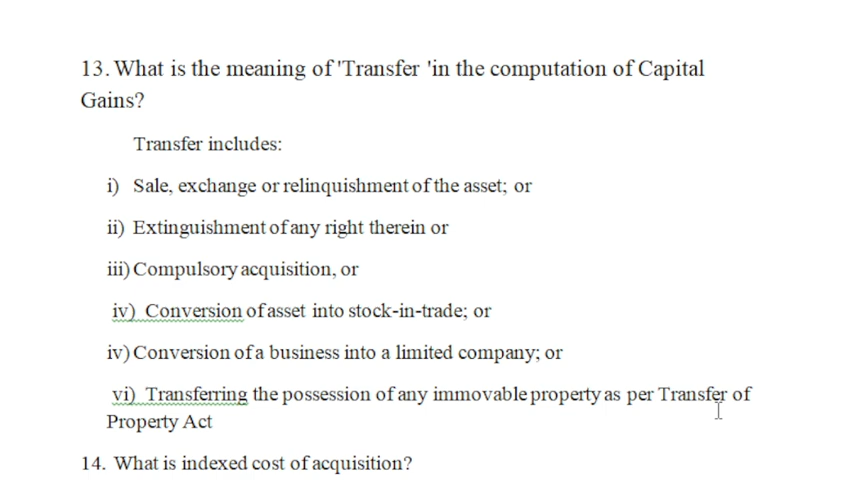 13. What is the meaning of 'Transfer 'in the computation of Capital
Gains?
Transfer includes:
i) Sale, exchange or relinquishment of the asset; or
ii) Extinguishment of any right therein or
iii) Compulsory acquisition, or
iv) Conversion of asset into stock-in-trade; or
iv) Conversion of a business into a limited company; or
vi) Transferring the possession of any immovable property as per Transfer of
Property Act
14. What is indexed cost of acquisition?